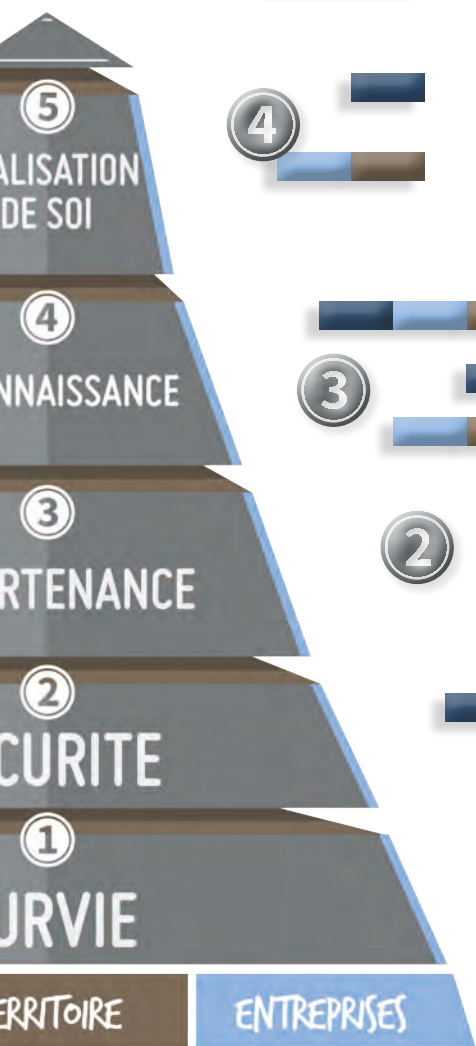 5
ALISATION
DE SOI
4
4
NNAISSANCE
3
3
RTENANCE
2
2
CURITE
1
URVIE
ERRITOIRE
ENTREPRISES